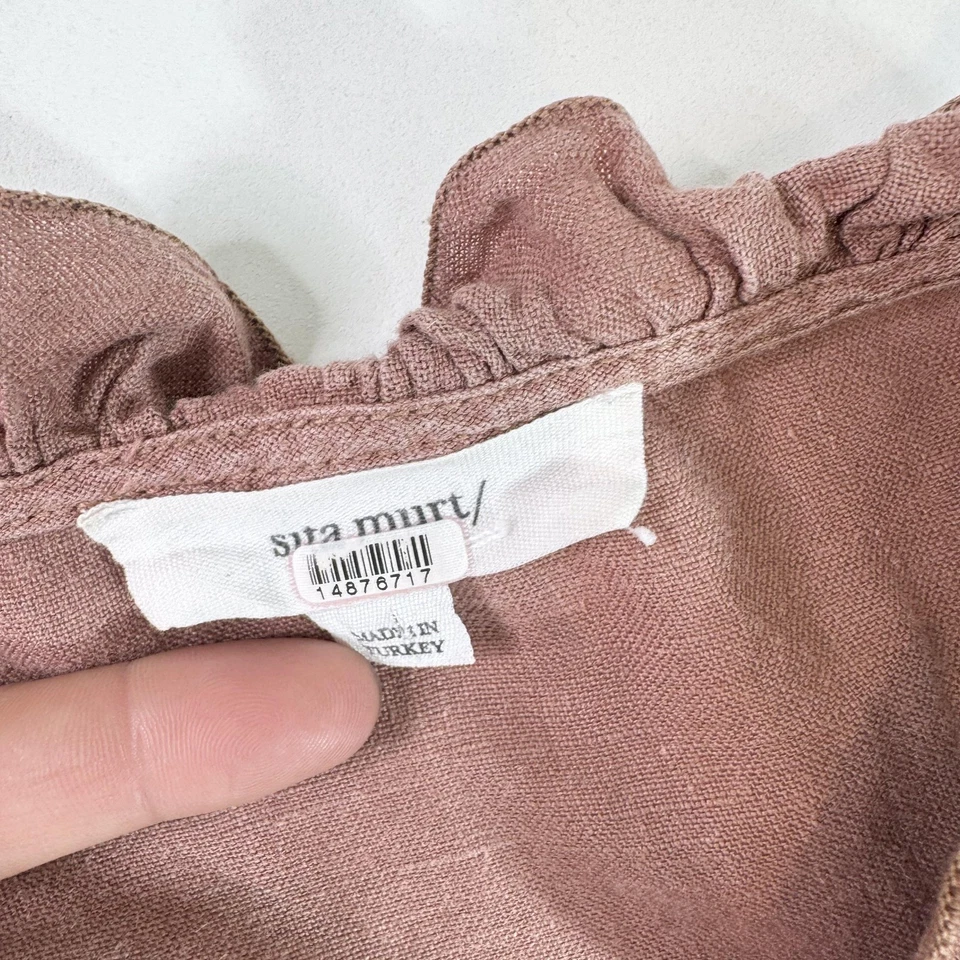 sita murt/
14876717
MADE IN
TURKEY